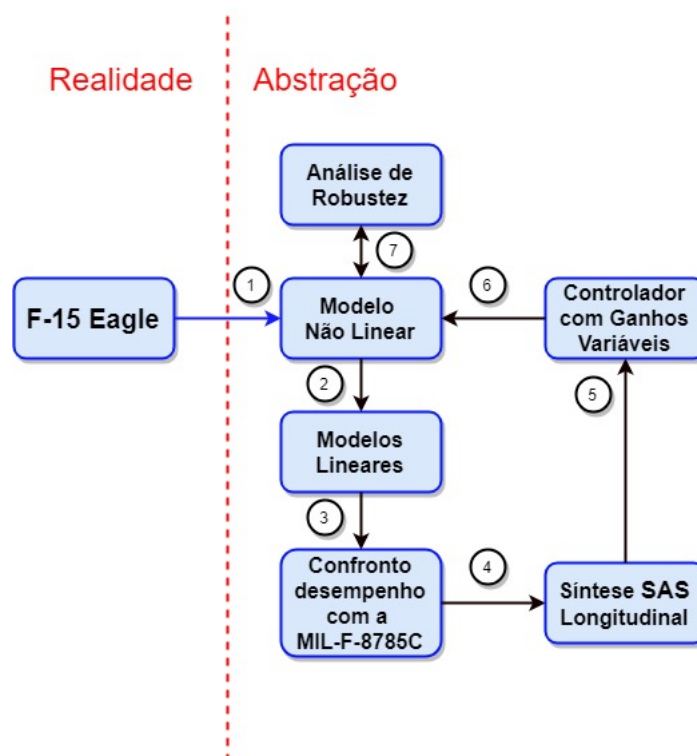 Realidade
Abstração
Análise de
Robustez
7
1
6
F-15 Eagle
Modelo
Não Linear
Controlador
com Ganhos
Variáveis
2
5
Modelos
Lineares
3
4
Confronto
desempenho
com a
MIL-F-8785C
Síntese SAS
Longitudinal